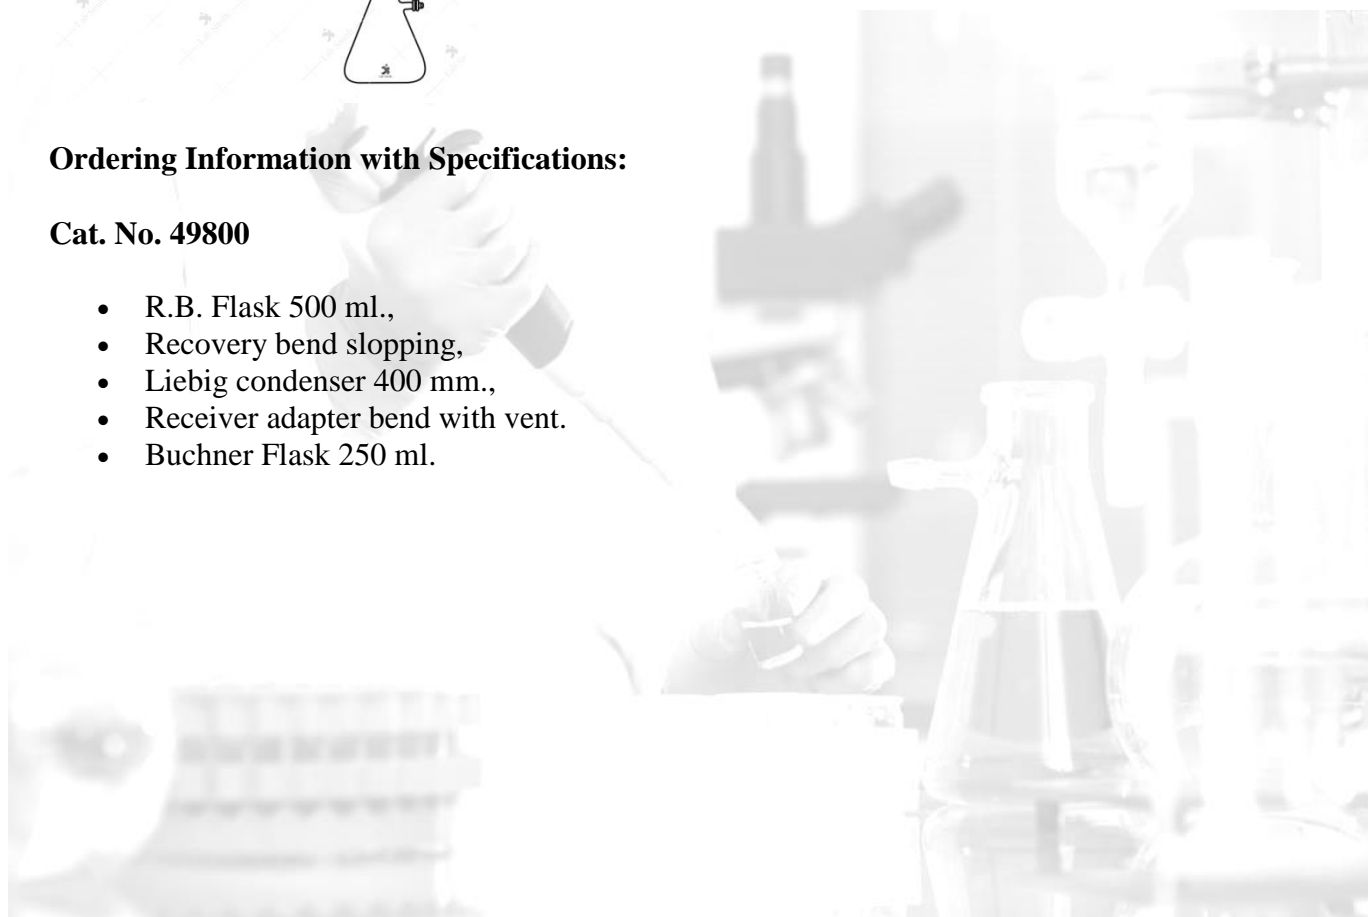 Ordering Information with Specifications:
Cat. No. 49800
• R.B. Flask 500 ml.,
• Recovery bend slopping,
• Liebig condenser 400 mm.,
• Receiver adapter bend with vent.
• Buchner Flask 250 ml.